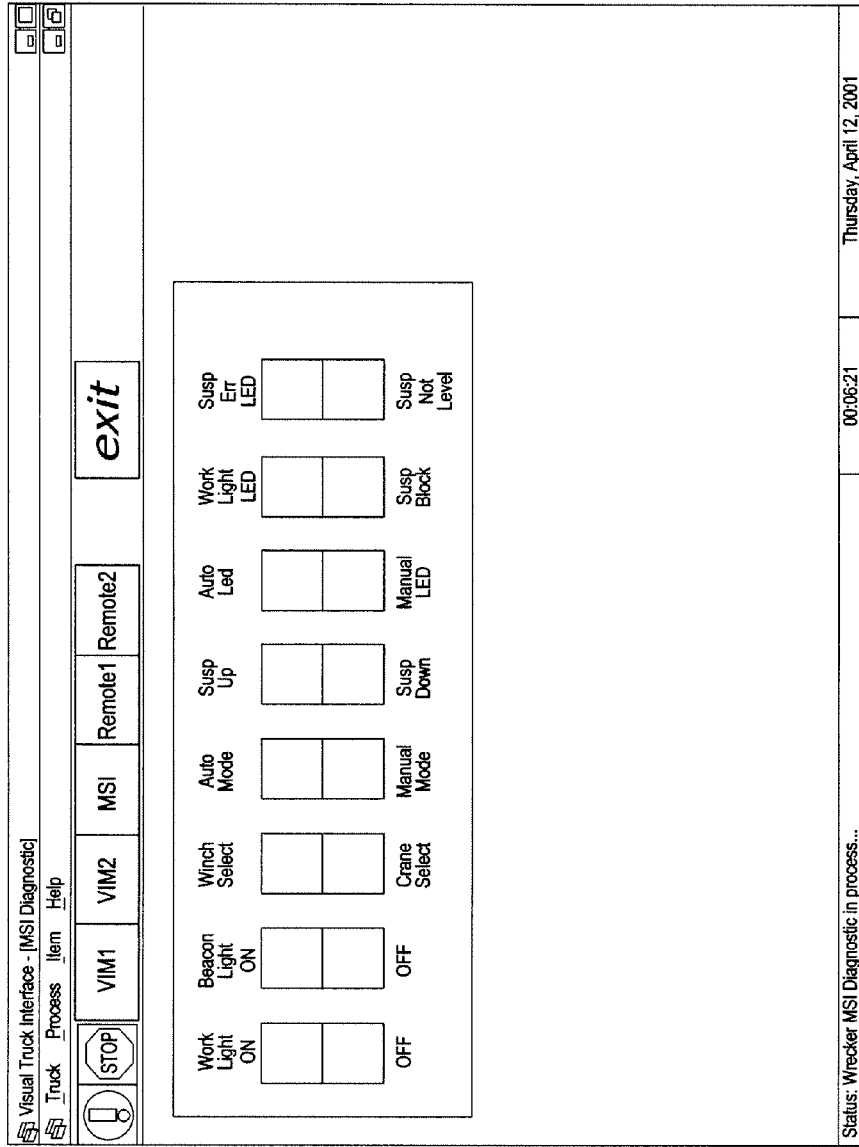 Visual Truck Interface - [MSI Diagnostic]
Truck Process Item Help
STOP VIM1 VIM2 MSI Remote1 Remote2 exit
Work Light ON
Beacon Light ON
Winch Select
Auto Mode
Susp Up
Auto Led
Work Light LED
Susp Err LED
OFF
OFF
Crane Select
Manual Mode
Susp Down
Manual LED
Susp Block
Susp Not Level
Status: Wrecker MSI Diagnostic in process... 00:06:21 Thursday, April 12, 2001